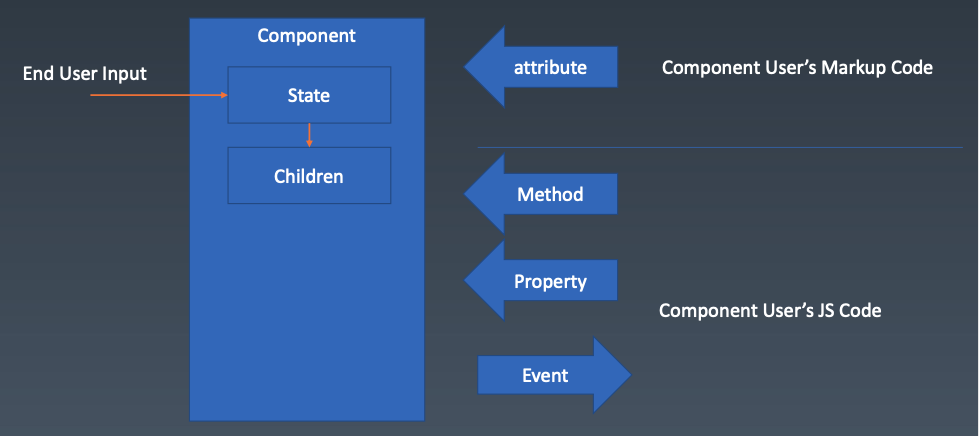 Component
End User Input
State
Children
attribute
Component User's Markup Code
Method
Property
Component User's JS Code
Event